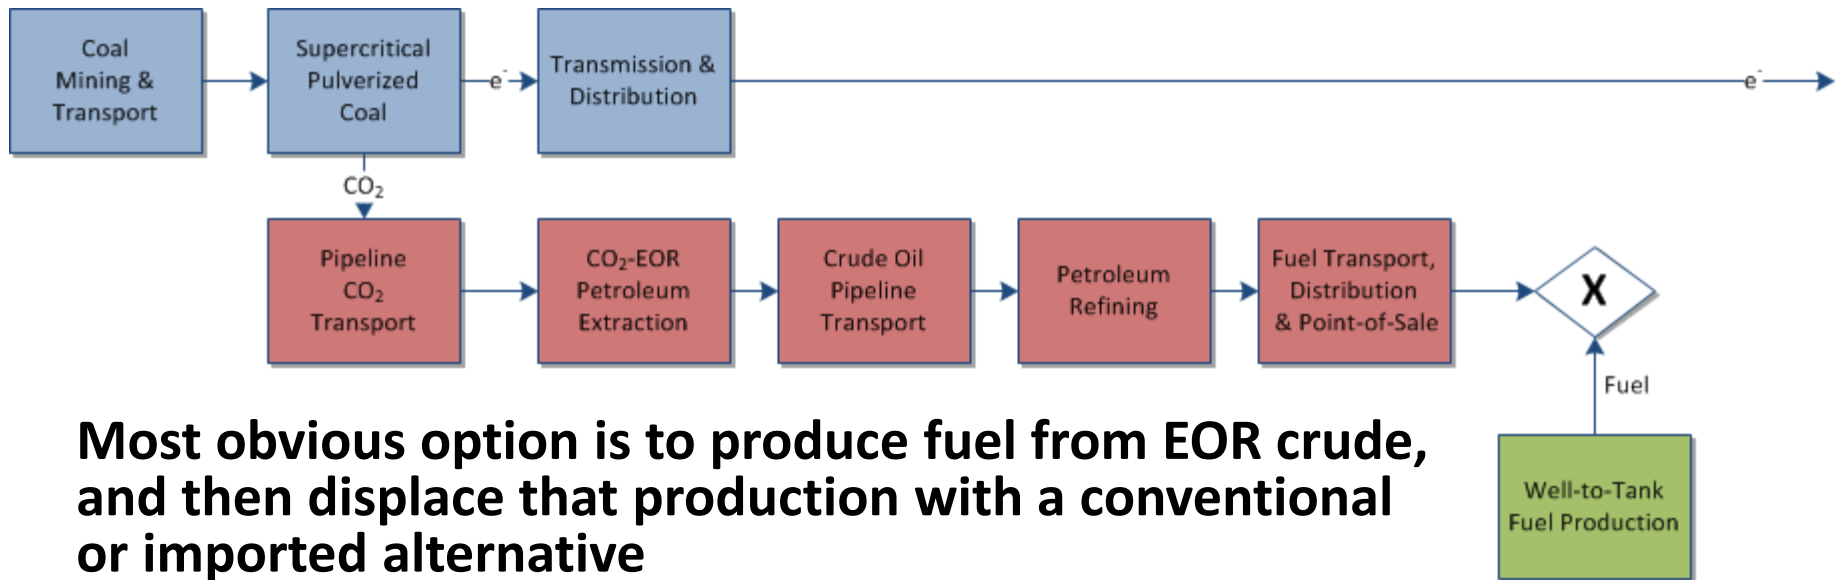 Coal
Mining &
Transport
Supercritical
Pulverized
Coal
e⁻
Transmission &
Distribution
e⁻
CO₂
Pipeline
CO₂
Transport
CO₂-EOR
Petroleum
Extraction
Crude Oil
Pipeline
Transport
Petroleum
Refining
Fuel Transport,
Distribution
& Point-of-Sale
X
Fuel
Well-to-Tank
Fuel Production
Most obvious option is to produce fuel from EOR crude,
and then displace that production with a conventional
or imported alternative